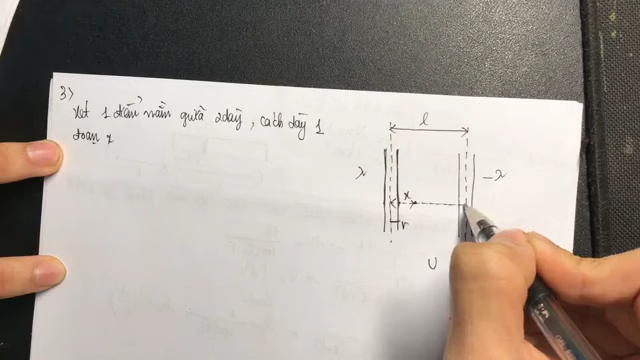 3>
Xét 1 điểm nằm giữa 2 dây, cách dây 1
đoạn x
l
λ
-λ
x
r
U